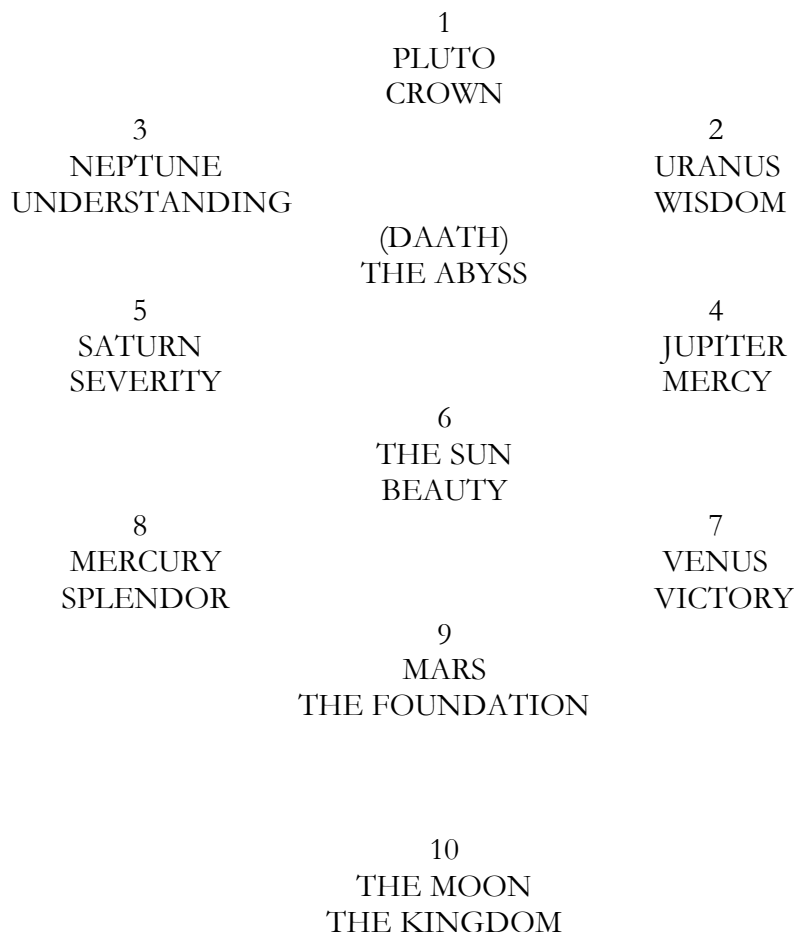 1
PLUTO
CROWN
3 2
NEPTUNE URANUS
UNDERSTANDING WISDOM
(DAATH)
THE ABYSS
5 4
SATURN JUPITER
SEVERITY MERCY
6
THE SUN
BEAUTY
8 7
MERCURY VENUS
SPLENDOR VICTORY
9
MARS
THE FOUNDATION
10
THE MOON
THE KINGDOM